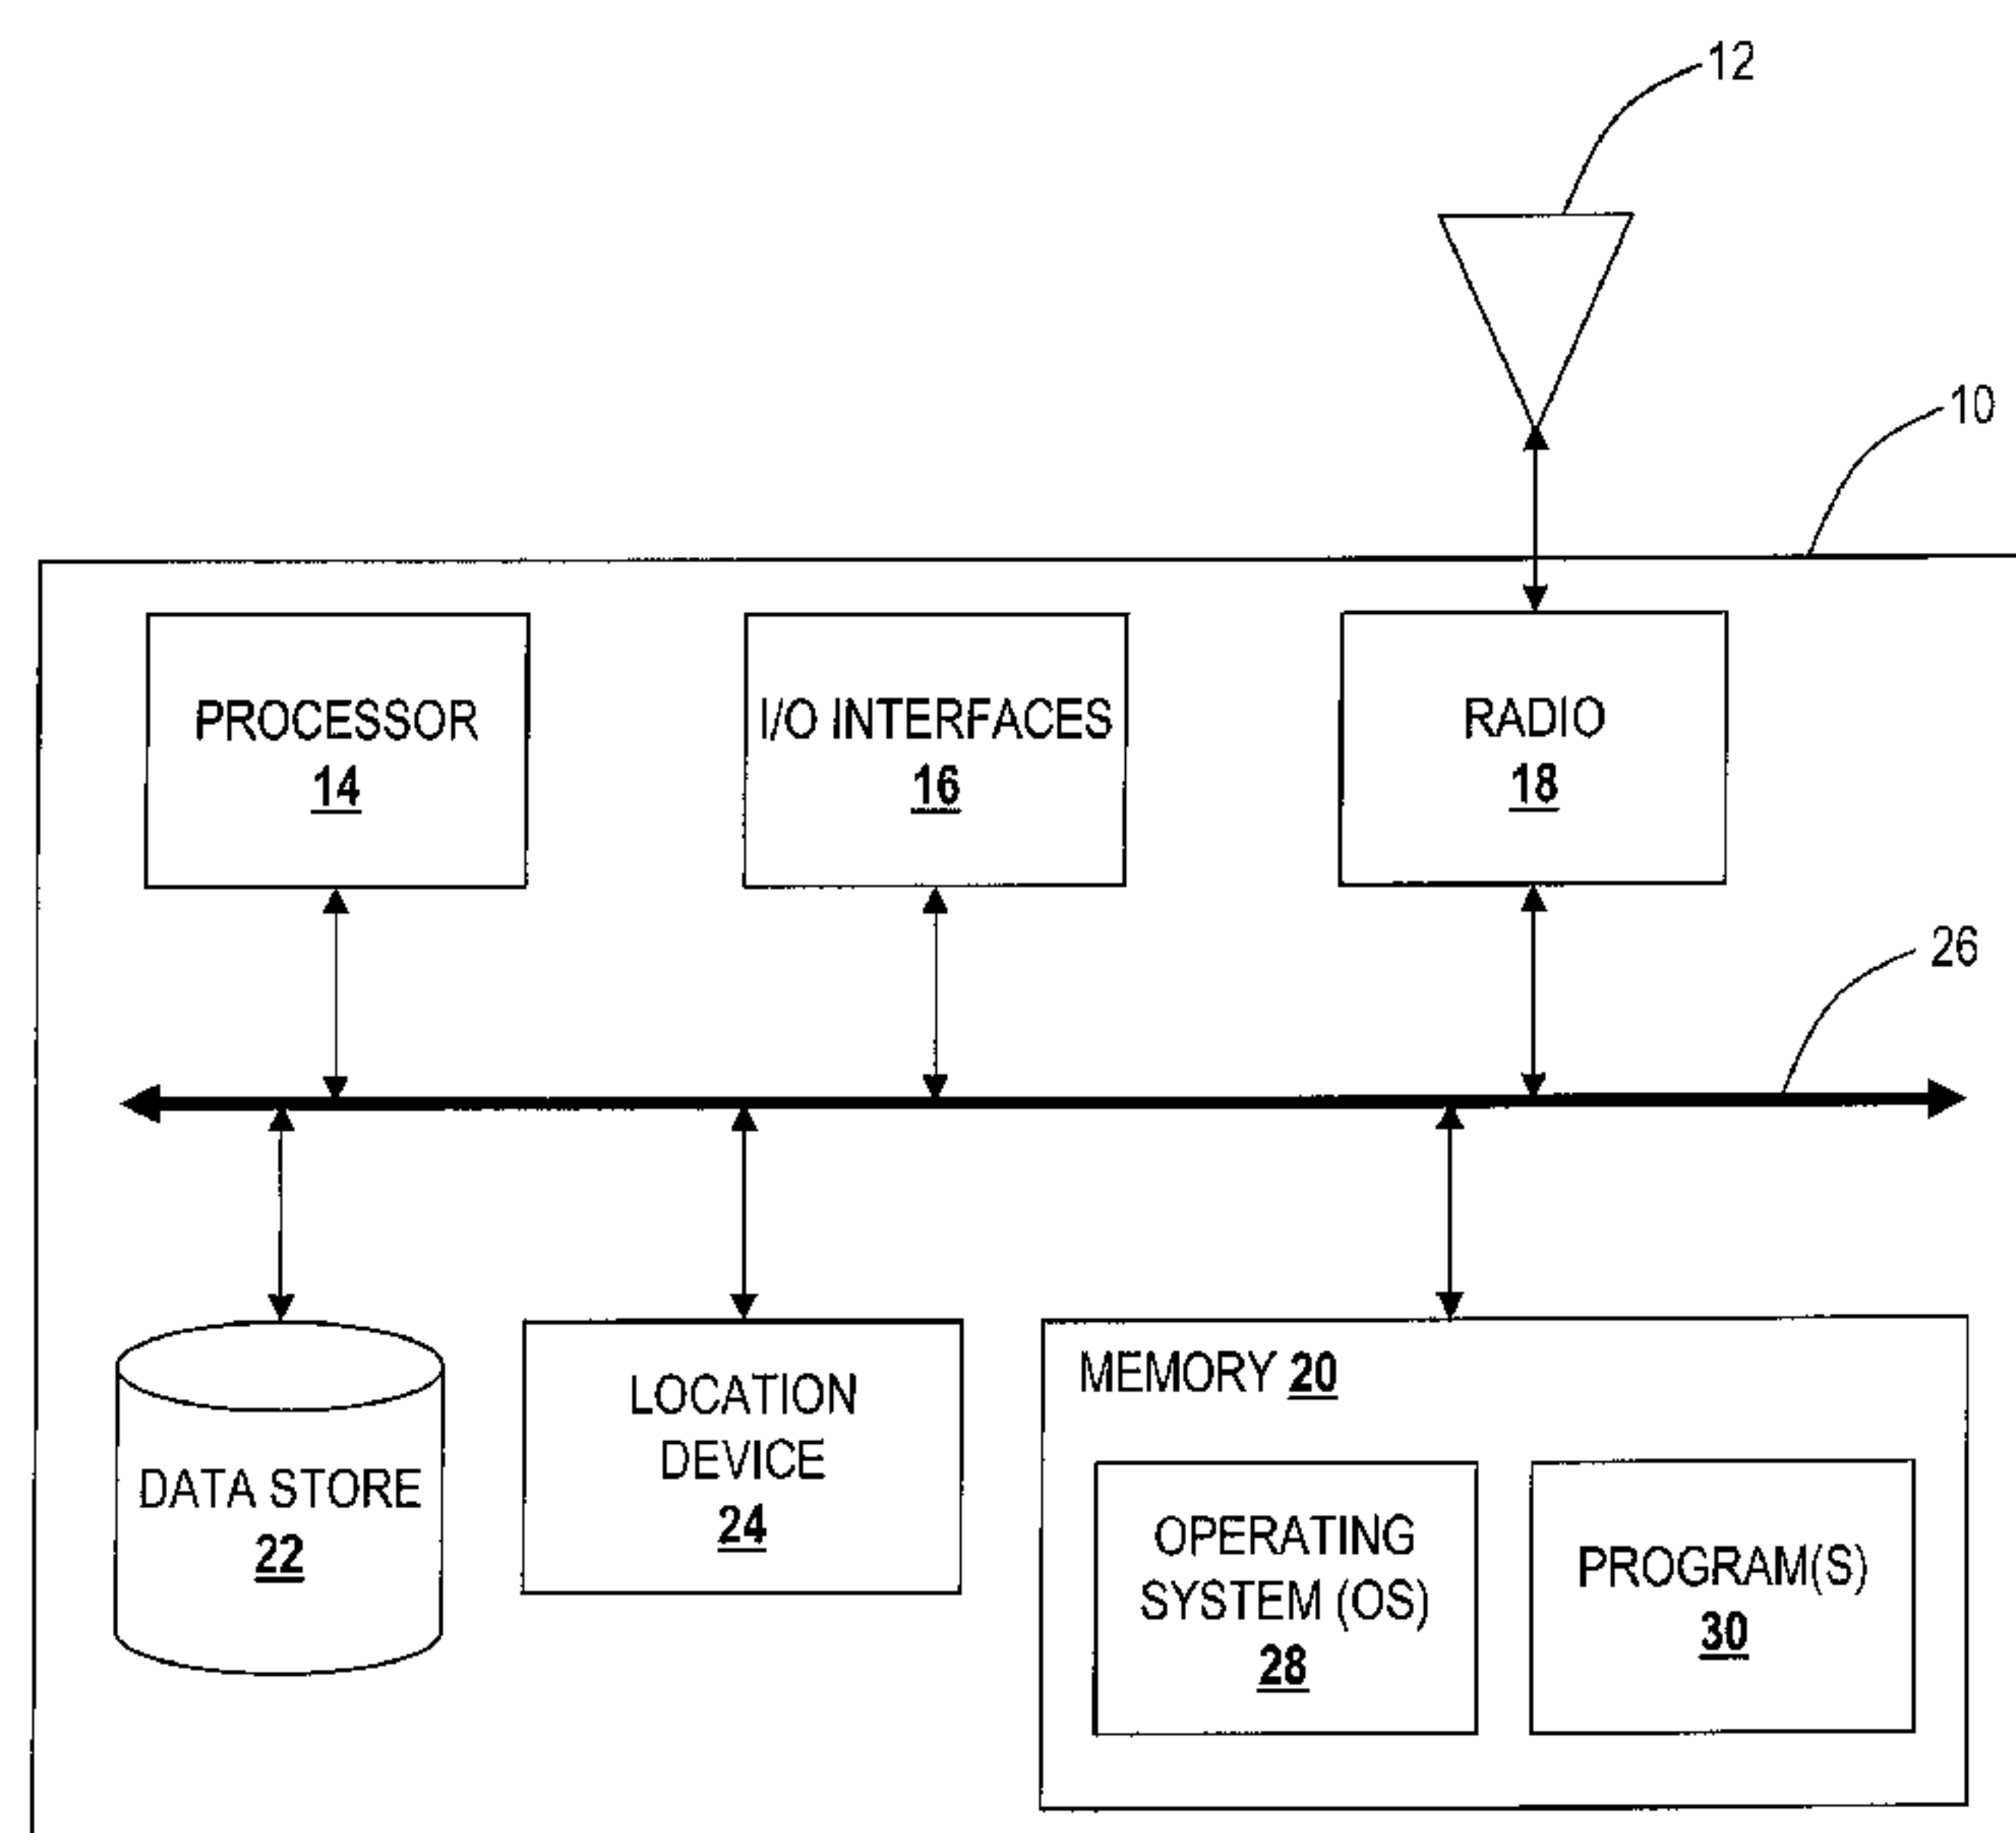 12
10
PROCESSOR
14
I/O INTERFACES
16
RADIO
18
26
DATA STORE
22
LOCATION
DEVICE
24
MEMORY 20
OPERATING
SYSTEM (OS)
28
PROGRAM(S)
30